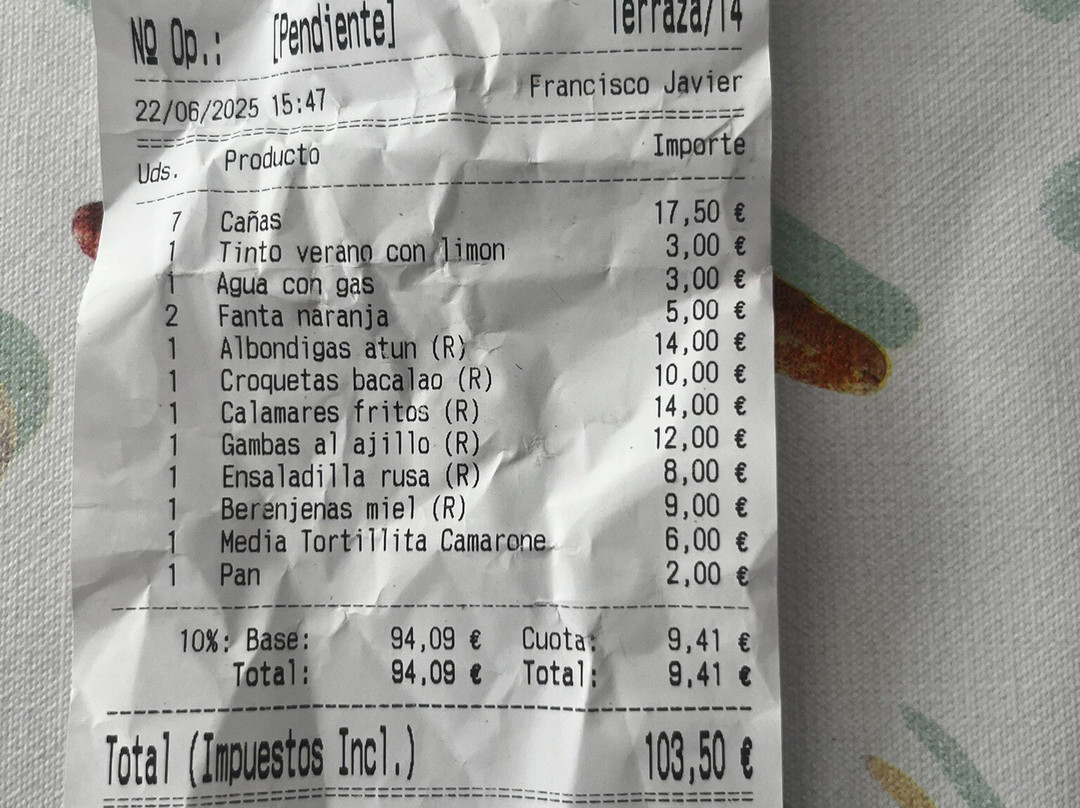 Nº Op.: [Pendiente] Terraza/14
22/06/2025 15:47 Francisco Javier
Uds. Producto Importe
7 Cañas 17,50 €
1 Tinto verano con limon 3,00 €
1 Agua con gas 3,00 €
2 Fanta naranja 5,00 €
1 Albondigas atun (R) 14,00 €
1 Croquetas bacalao (R) 10,00 €
1 Calamares fritos (R) 14,00 €
1 Gambas al ajillo (R) 12,00 €
1 Ensaladilla rusa (R) 8,00 €
1 Berenjenas miel (R) 9,00 €
1 Media Tortillita Camarone 6,00 €
1 Pan 2,00 €
10%: Base: 94,09 € Cuota: 9,41 €
Total: 94,09 € Total: 9,41 €
Total (Impuestos Incl.) 103,50 €